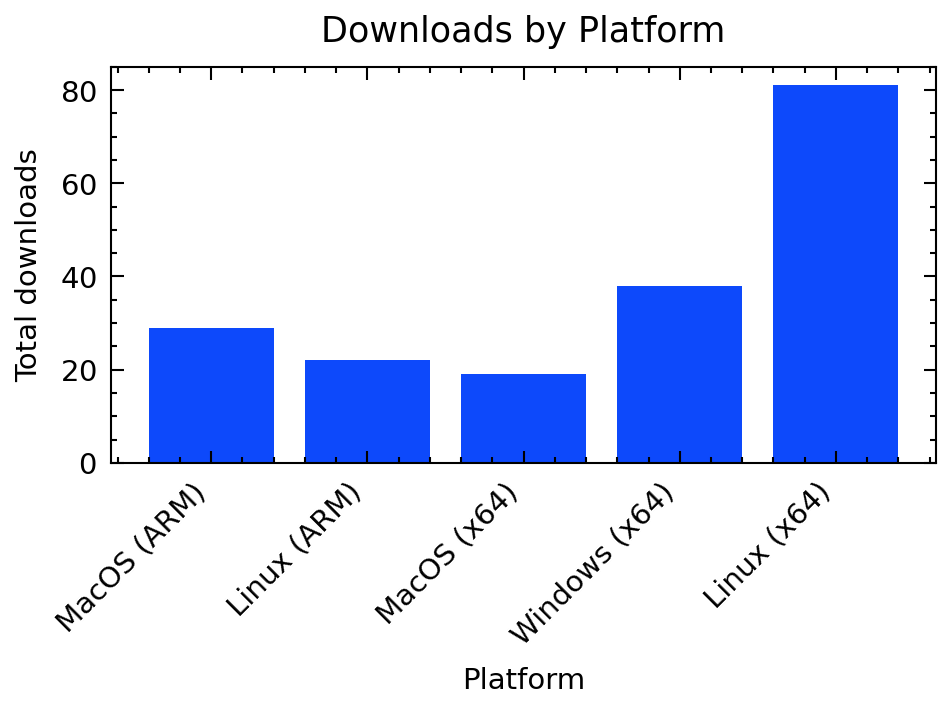 Downloads by Platform
Total downloads
80
60
40
20
0
MacOS (ARM)
Linux (ARM)
MacOS (x64)
Windows (x64)
Linux (x64)
Platform